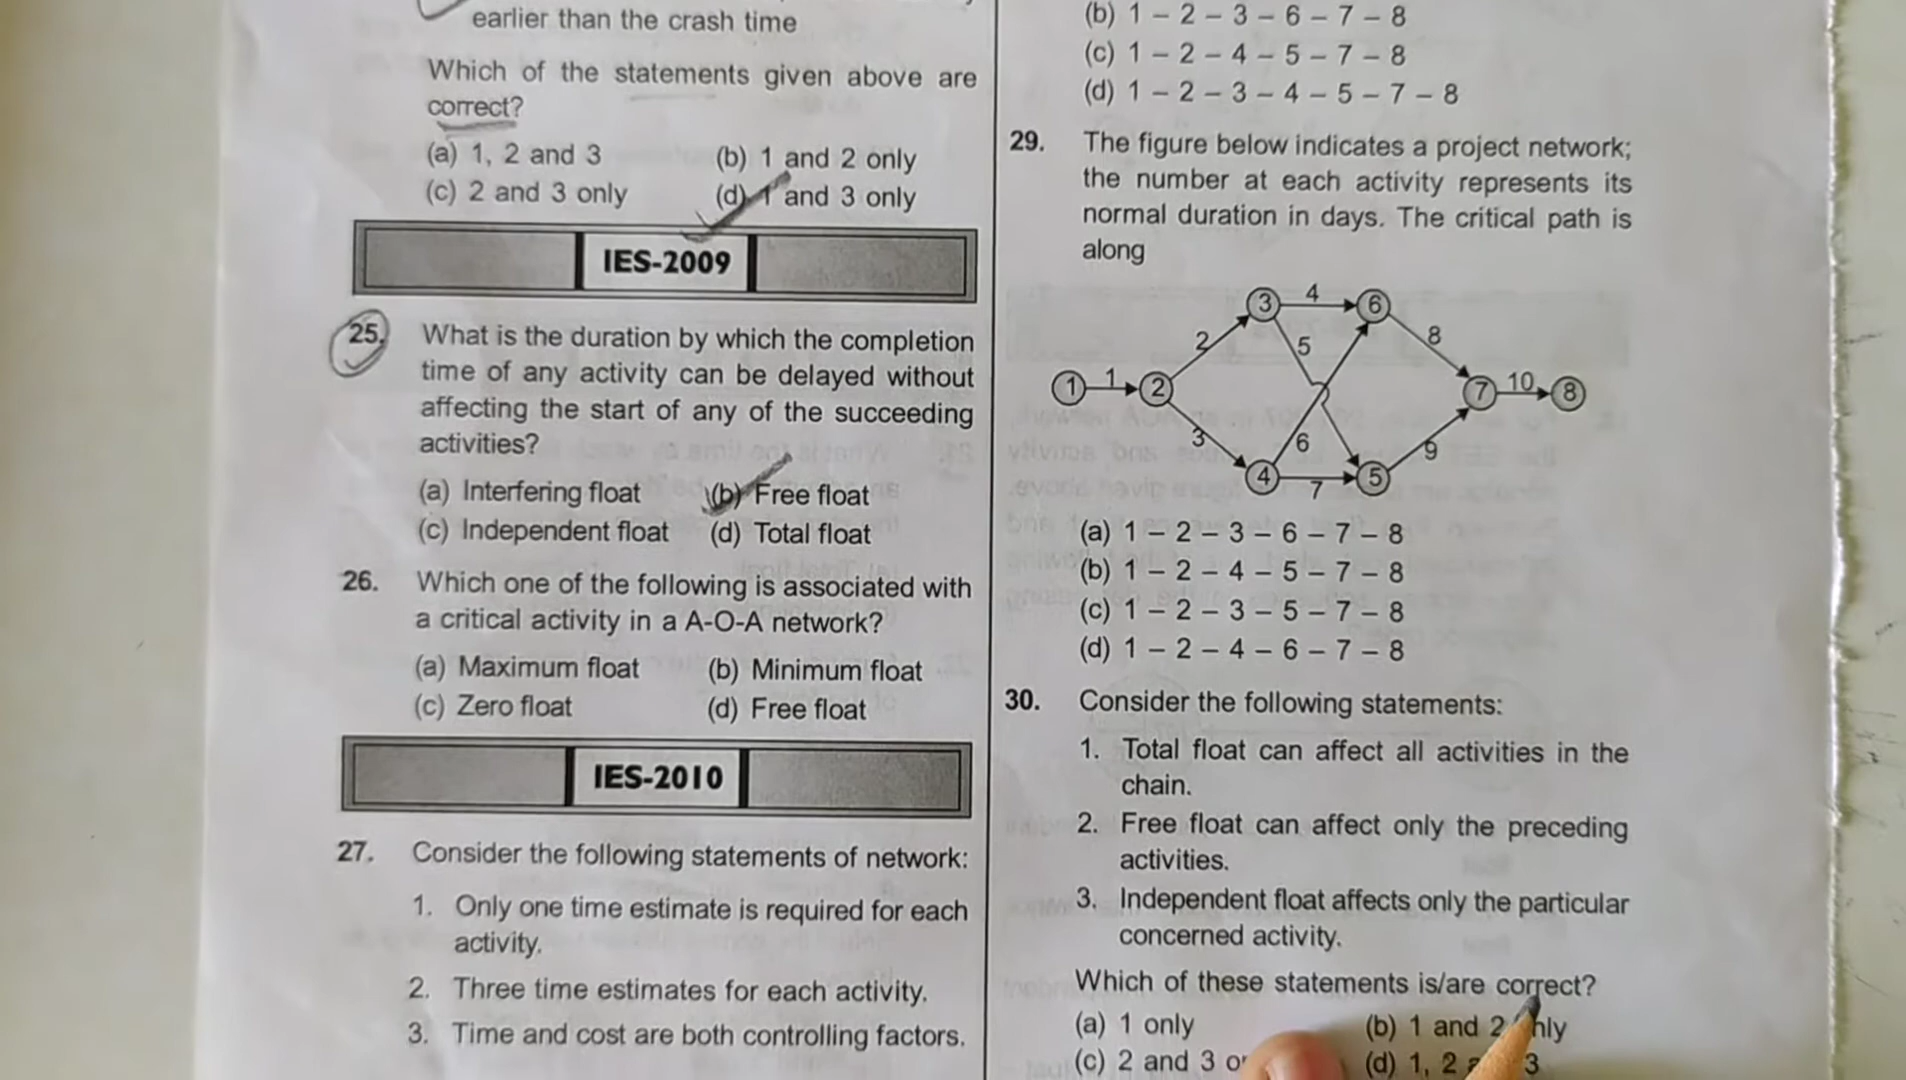 earlier than the crash time
Which of the statements given above are
correct?
(a) 1, 2 and 3 (b) 1 and 2 only
(c) 2 and 3 only (d) 1 and 3 only
IES-2009
25. What is the duration by which the completion
time of any activity can be delayed without
affecting the start of any of the succeeding
activities?
(a) Interfering float (b) Free float
(c) Independent float (d) Total float
26. Which one of the following is associated with
a critical activity in a A-O-A network?
(a) Maximum float (b) Minimum float
(c) Zero float (d) Free float
IES-2010
27. Consider the following statements of network:
1. Only one time estimate is required for each
activity.
2. Three time estimates for each activity.
3. Time and cost are both controlling factors.
(b) 1 – 2 – 3 – 6 – 7 – 8
(c) 1 – 2 – 4 – 5 – 7 – 8
(d) 1 – 2 – 3 – 4 – 5 – 7 – 8
29. The figure below indicates a project network;
the number at each activity represents its
normal duration in days. The critical path is
along
3 4 6
2 5 8
1 1 2 7 10 8
3 6 9
4 7 5
(a) 1 – 2 – 3 – 6 – 7 – 8
(b) 1 – 2 – 4 – 5 – 7 – 8
(c) 1 – 2 – 3 – 5 – 7 – 8
(d) 1 – 2 – 4 – 6 – 7 – 8
30. Consider the following statements:
1. Total float can affect all activities in the
chain.
2. Free float can affect only the preceding
activities.
3. Independent float affects only the particular
concerned activity.
Which of these statements is/are correct?
(a) 1 only (b) 1 and 2
(c) 2 and 3 (d) 1, 2 3